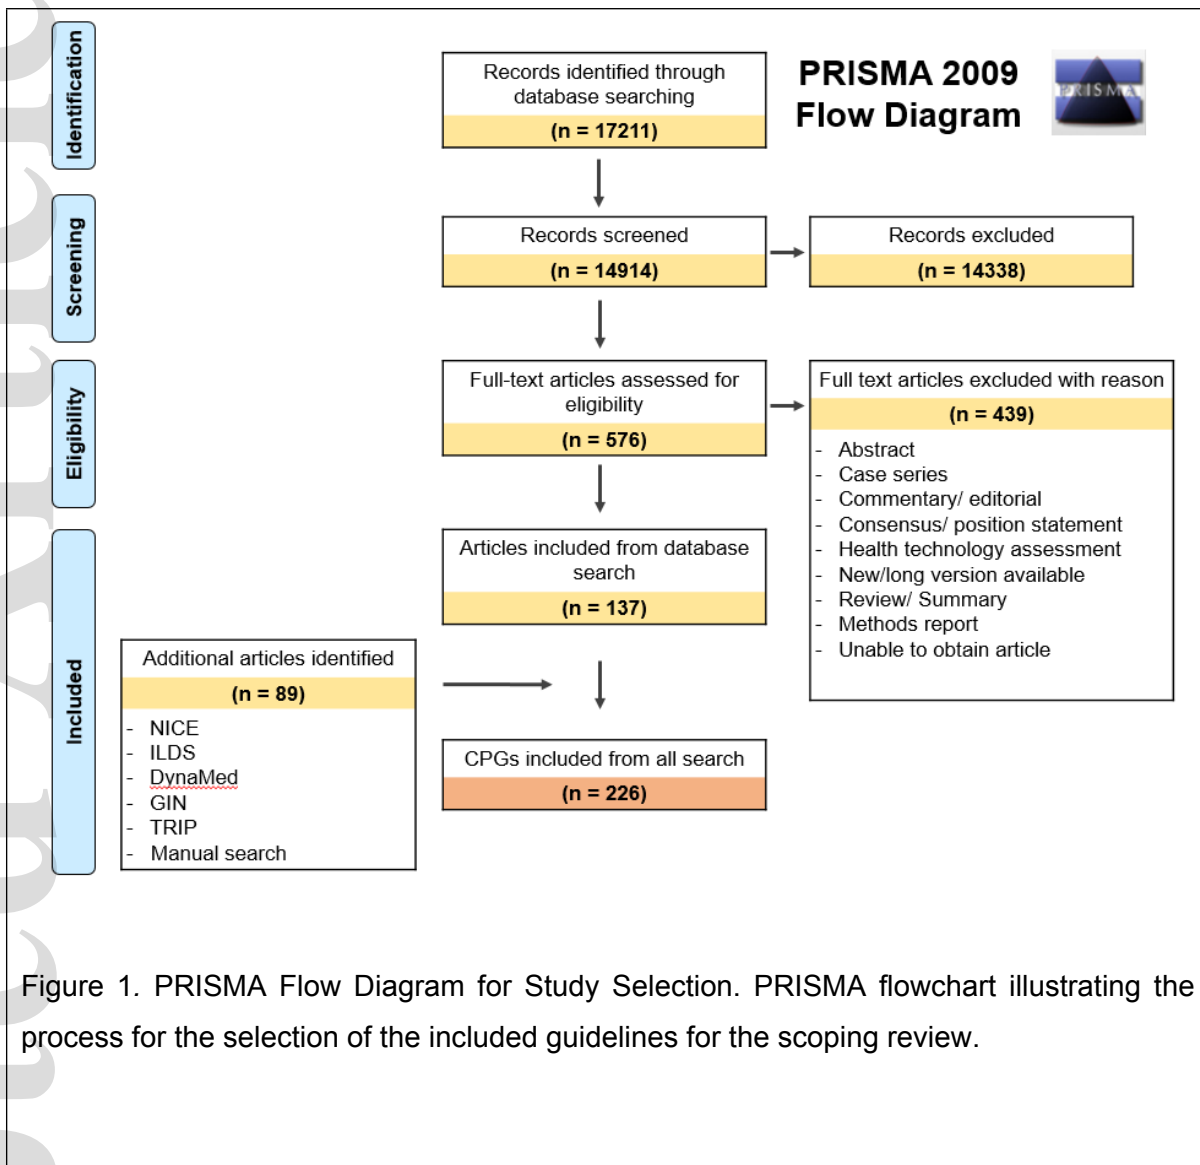 Identification
Records identified through
database searching
(n = 17211)
PRISMA 2009
Flow Diagram
PRISMA
Screening
Records screened
(n = 14914)
Records excluded
(n = 14338)
Eligibility
Full-text articles assessed for
eligibility
(n = 576)
Full text articles excluded with reason
(n = 439)
- Abstract
- Case series
- Commentary/ editorial
- Consensus/ position statement
- Health technology assessment
- New/long version available
- Review/ Summary
- Methods report
- Unable to obtain article
Included
Articles included from database
search
(n = 137)
Additional articles identified
(n = 89)
- NICE
- ILDS
- DynaMed
- GIN
- TRIP
- Manual search
CPGs included from all search
(n = 226)
Figure 1. PRISMA Flow Diagram for Study Selection. PRISMA flowchart illustrating the
process for the selection of the included guidelines for the scoping review.